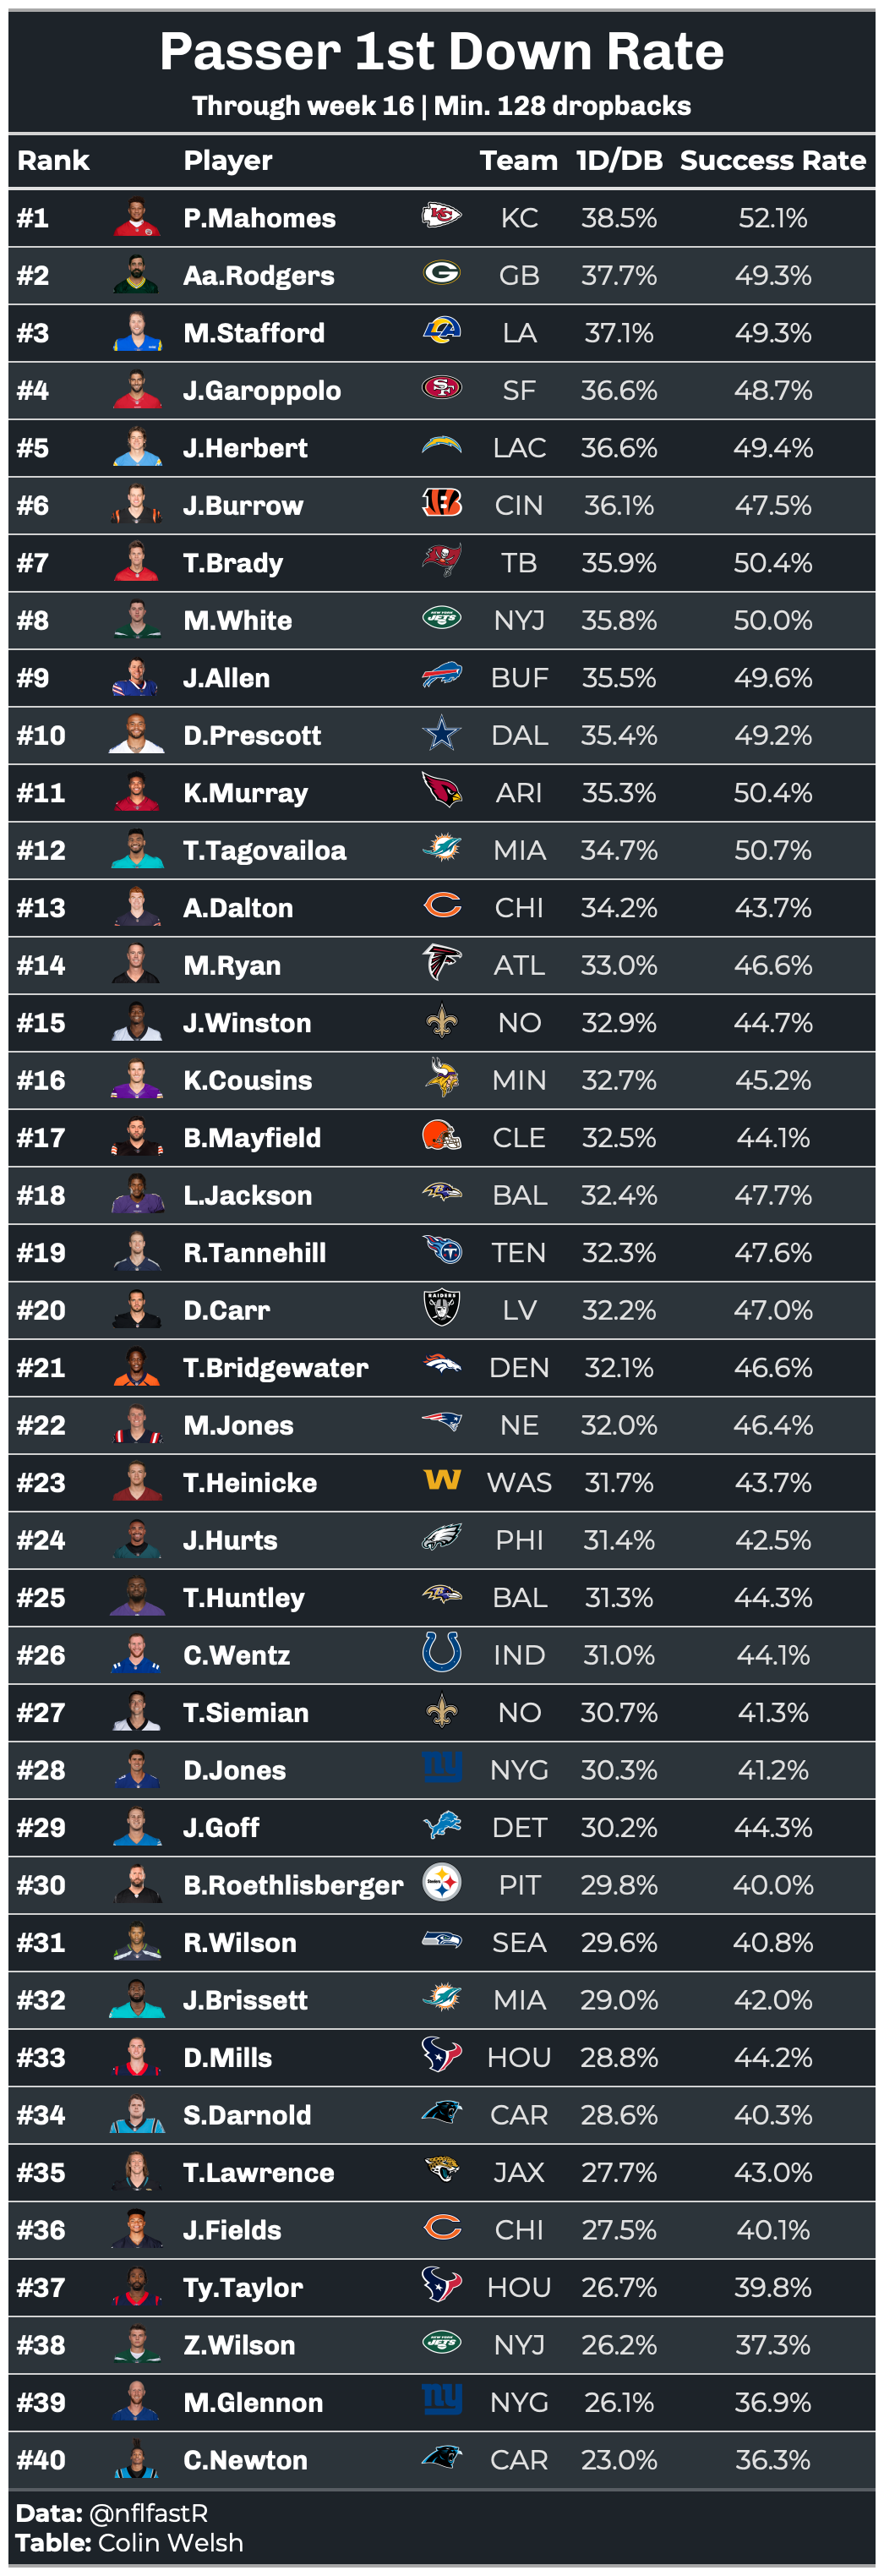 Passer 1st Down Rate
Through week 16 | Min. 128 dropbacks
Rank Player Team 1D/DB Success Rate
#1 P.Mahomes KC 38.5% 52.1%
#2 Aa.Rodgers GB 37.7% 49.3%
#3 M.Stafford LA 37.1% 49.3%
#4 J.Garoppolo SF 36.6% 48.7%
#5 J.Herbert LAC 36.6% 49.4%
#6 J.Burrow CIN 36.1% 47.5%
#7 T.Brady TB 35.9% 50.4%
#8 M.White NYJ 35.8% 50.0%
#9 J.Allen BUF 35.5% 49.6%
#10 D.Prescott DAL 35.4% 49.2%
#11 K.Murray ARI 35.3% 50.4%
#12 T.Tagovailoa MIA 34.7% 50.7%
#13 A.Dalton CHI 34.2% 43.7%
#14 M.Ryan ATL 33.0% 46.6%
#15 J.Winston NO 32.9% 44.7%
#16 K.Cousins MIN 32.7% 45.2%
#17 B.Mayfield CLE 32.5% 44.1%
#18 L.Jackson BAL 32.4% 47.7%
#19 R.Tannehill TEN 32.3% 47.6%
#20 D.Carr LV 32.2% 47.0%
#21 T.Bridgewater DEN 32.1% 46.6%
#22 M.Jones NE 32.0% 46.4%
#23 T.Heinicke WAS 31.7% 43.7%
#24 J.Hurts PHI 31.4% 42.5%
#25 T.Huntley BAL 31.3% 44.3%
#26 C.Wentz IND 31.0% 44.1%
#27 T.Siemian NO 30.7% 41.3%
#28 D.Jones NYG 30.3% 41.2%
#29 J.Goff DET 30.2% 44.3%
#30 B.Roethlisberger PIT 29.8% 40.0%
#31 R.Wilson SEA 29.6% 40.8%
#32 J.Brissett MIA 29.0% 42.0%
#33 D.Mills HOU 28.8% 44.2%
#34 S.Darnold CAR 28.6% 40.3%
#35 T.Lawrence JAX 27.7% 43.0%
#36 J.Fields CHI 27.5% 40.1%
#37 Ty.Taylor HOU 26.7% 39.8%
#38 Z.Wilson NYJ 26.2% 37.3%
#39 M.Glennon NYG 26.1% 36.9%
#40 C.Newton CAR 23.0% 36.3%
Data: @nflfastR
Table: Colin Welsh